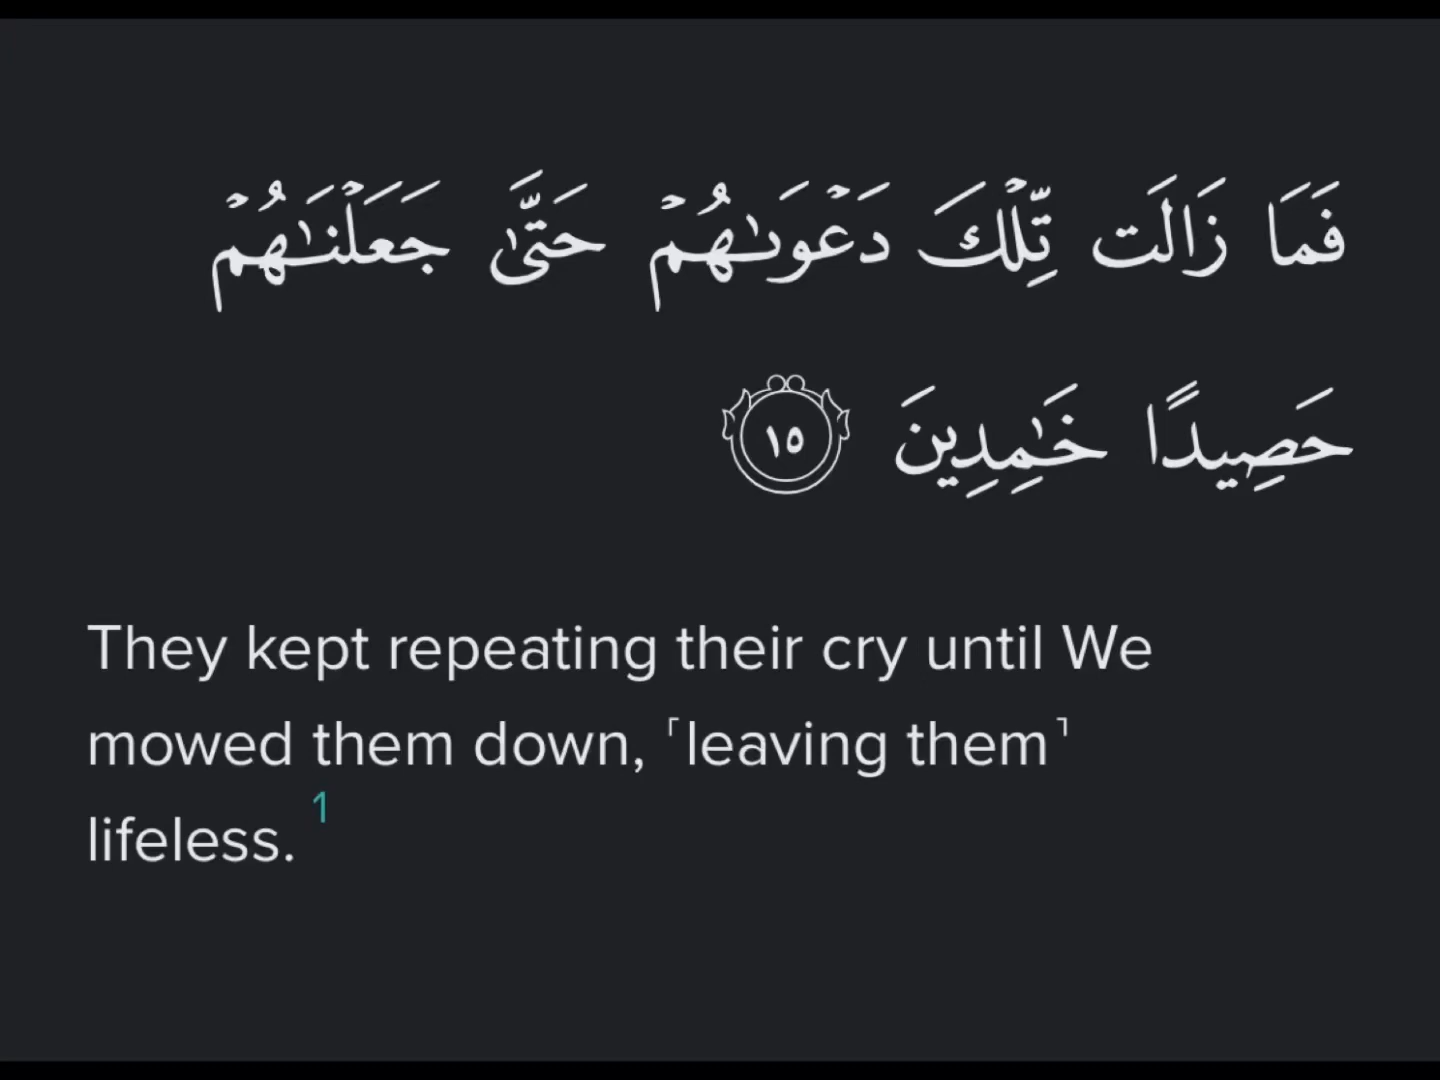 فَمَا زَالَت تِّلْكَ دَعْوَىٰهُمْ حَتَّىٰ جَعَلْنَـٰهُمْ
حَصِيدًا خَـٰمِدِينَ ١٥
They kept repeating their cry until We
mowed them down, ˹leaving them˺
lifeless. 1